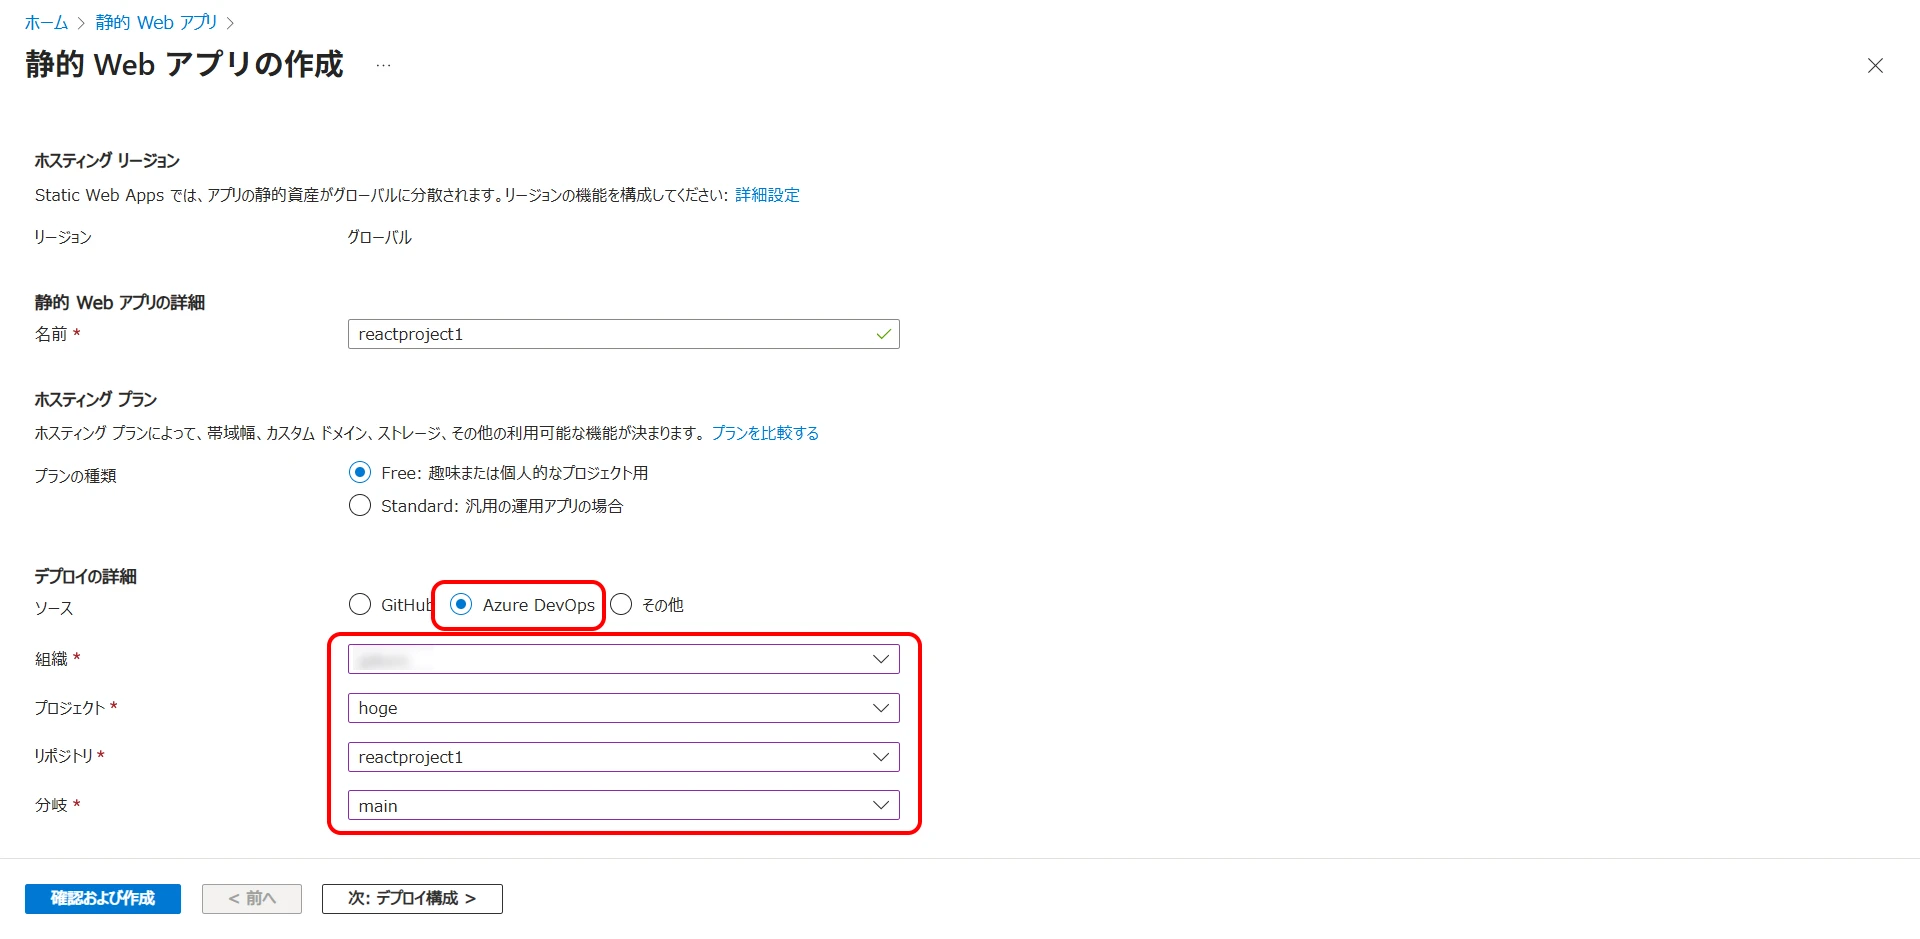 ホーム > 静的 Web アプリ >
静的 Web アプリの作成 ...
ホスティング リージョン
Static Web Apps では、アプリの静的資産がグローバルに分散されます。リージョンの機能を構成してください: 詳細設定
リージョン グローバル
静的 Web アプリの詳細
名前 * reactproject1
ホスティング プラン
ホスティング プランによって、帯域幅、カスタム ドメイン、ストレージ、その他の利用可能な機能が決まります。 プランを比較する
プランの種類 Free: 趣味または個人的なプロジェクト用
Standard: 汎用の運用アプリの場合
デプロイの詳細
ソース GitHub Azure DevOps その他
組織 *
プロジェクト * hoge
リポジトリ * reactproject1
分岐 * main
確認および作成 < 前へ 次: デプロイ構成 >